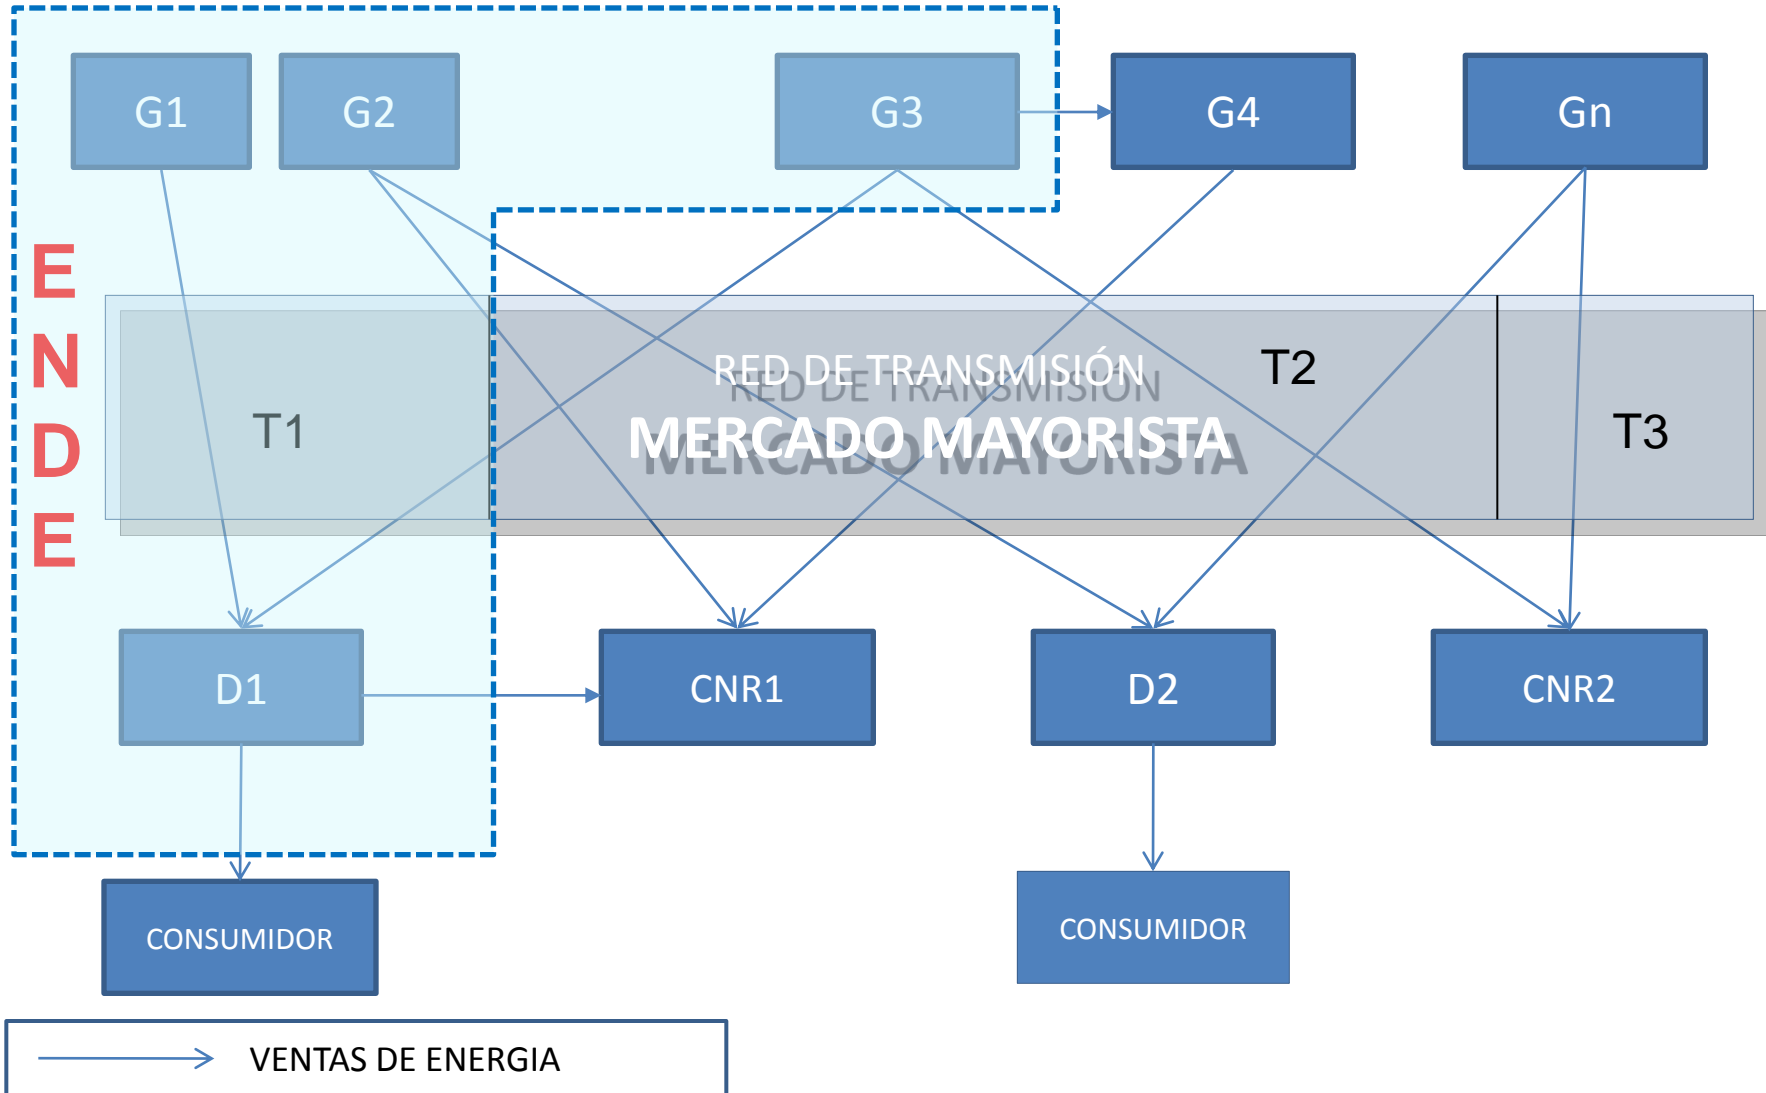 G1
G2
G3
G4
Gn
ENDE
RED DE TRANSMISIÓN
MERCADO MAYORISTA
T1
T2
T3
D1
CNR1
D2
CNR2
CONSUMIDOR
CONSUMIDOR
VENTAS DE ENERGIA